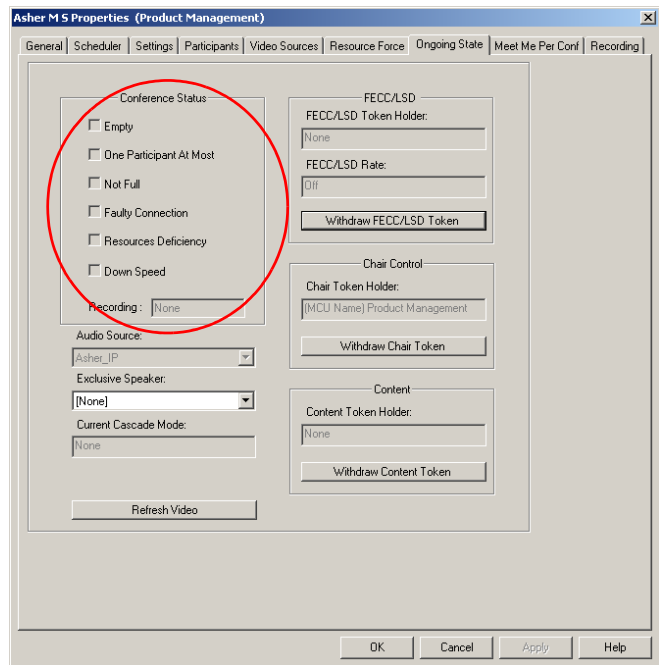 Asher M S Properties (Product Management)
General Scheduler Settings Participants Video Sources Resource Force Ongoing State Meet Me Per Conf Recording
Conference Status
Empty
One Participant At Most
Not Full
Faulty Connection
Resources Deficiency
Down Speed
Recording : None
Audio Source:
Asher_IP
Exclusive Speaker:
[None]
Current Cascade Mode:
None
Refresh Video
FECC/LSD
FECC/LSD Token Holder:
None
FECC/LSD Rate:
Off
Withdraw FECC/LSD Token
Chair Control
Chair Token Holder:
(MCU Name) Product Management
Withdraw Chair Token
Content
Content Token Holder:
None
Withdraw Content Token
OK Cancel Apply Help